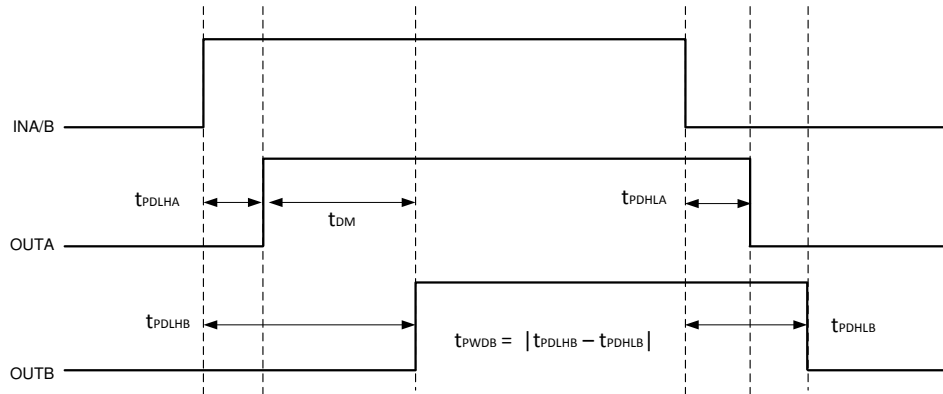 INA/B
tPDLHA
tDM
tPDHLA
OUTA
tPDLHB
tPWDB = |tPDLHB – tPDHLB|
tPDHLB
OUTB